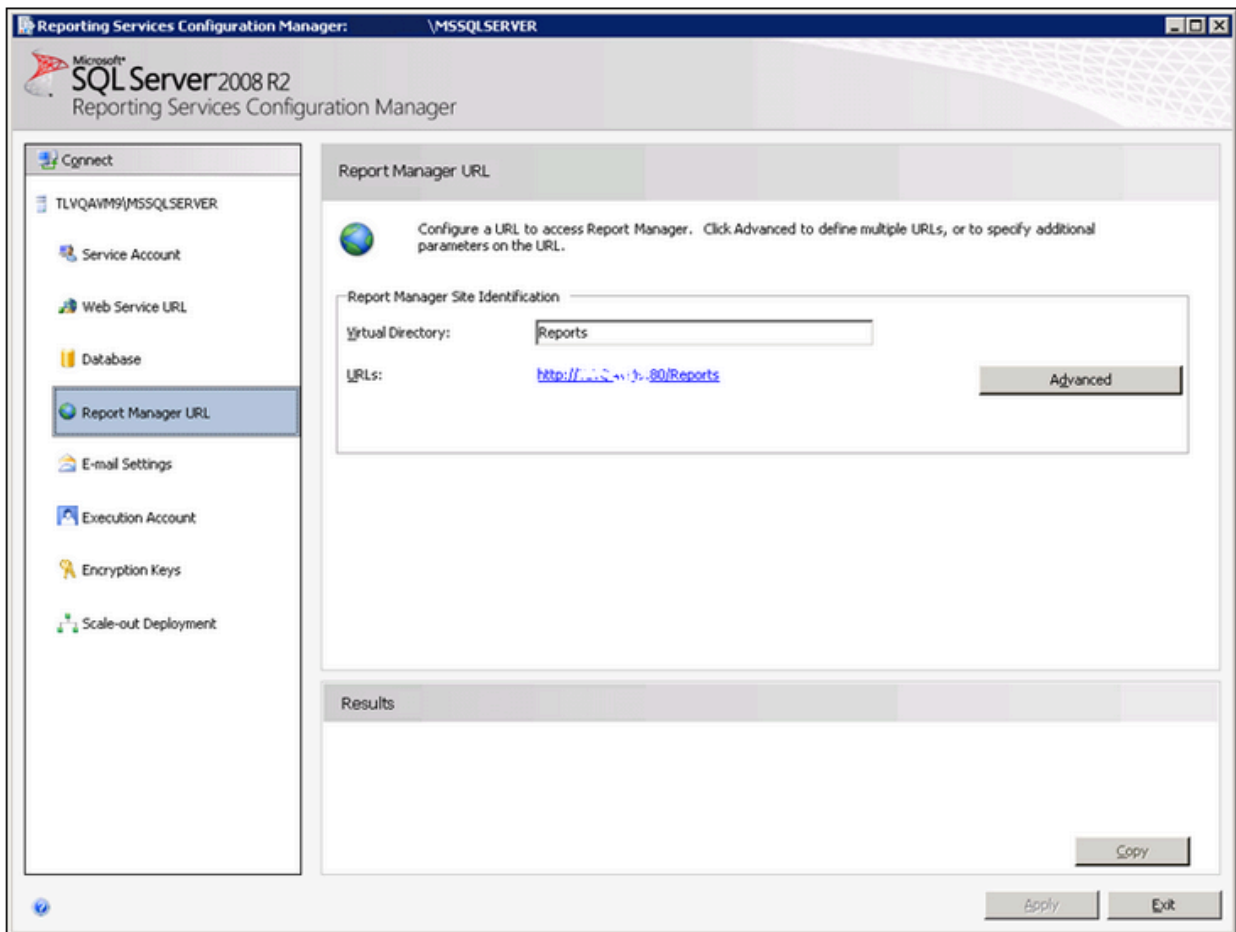 Reporting Services Configuration Manager: \MSSQLSERVER
Microsoft®
SQL Server 2008 R2
Reporting Services Configuration Manager
Connect
TLVQAVM9\MSSQLSERVER
Service Account
Web Service URL
Database
Report Manager URL
E-mail Settings
Execution Account
Encryption Keys
Scale-out Deployment
Report Manager URL
Configure a URL to access Report Manager. Click Advanced to define multiple URLs, or to specify additional
parameters on the URL.
Report Manager Site Identification
Virtual Directory: Reports
URLs: http:// :80/Reports
Advanced
Results
Copy
Apply Exit